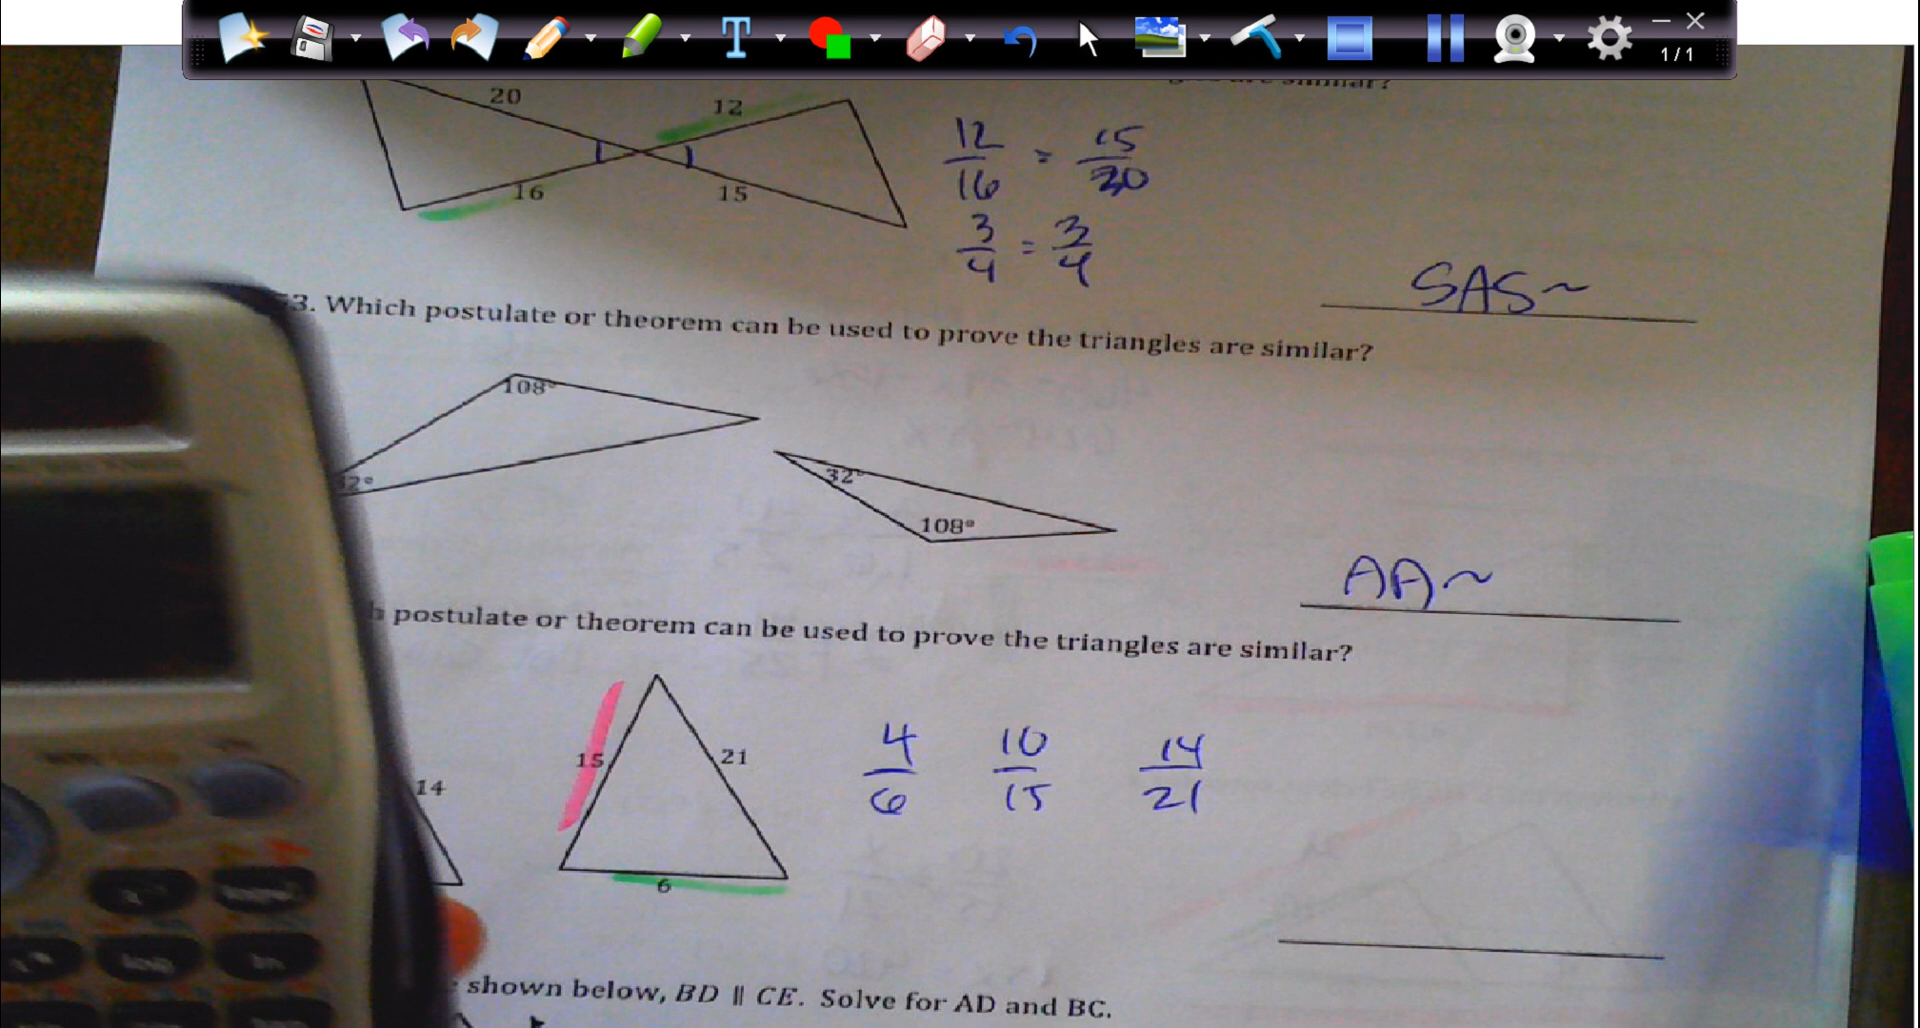 1/1
20
12
16
15
12/16 = 15/20
3/4 = 3/4
SAS~
3. Which postulate or theorem can be used to prove the triangles are similar?
108°
2°
32°
108°
AA~
postulate or theorem can be used to prove the triangles are similar?
14
15
21
6
4/6 10/15 14/21
shown below, BD ∥ CE. Solve for AD and BC.